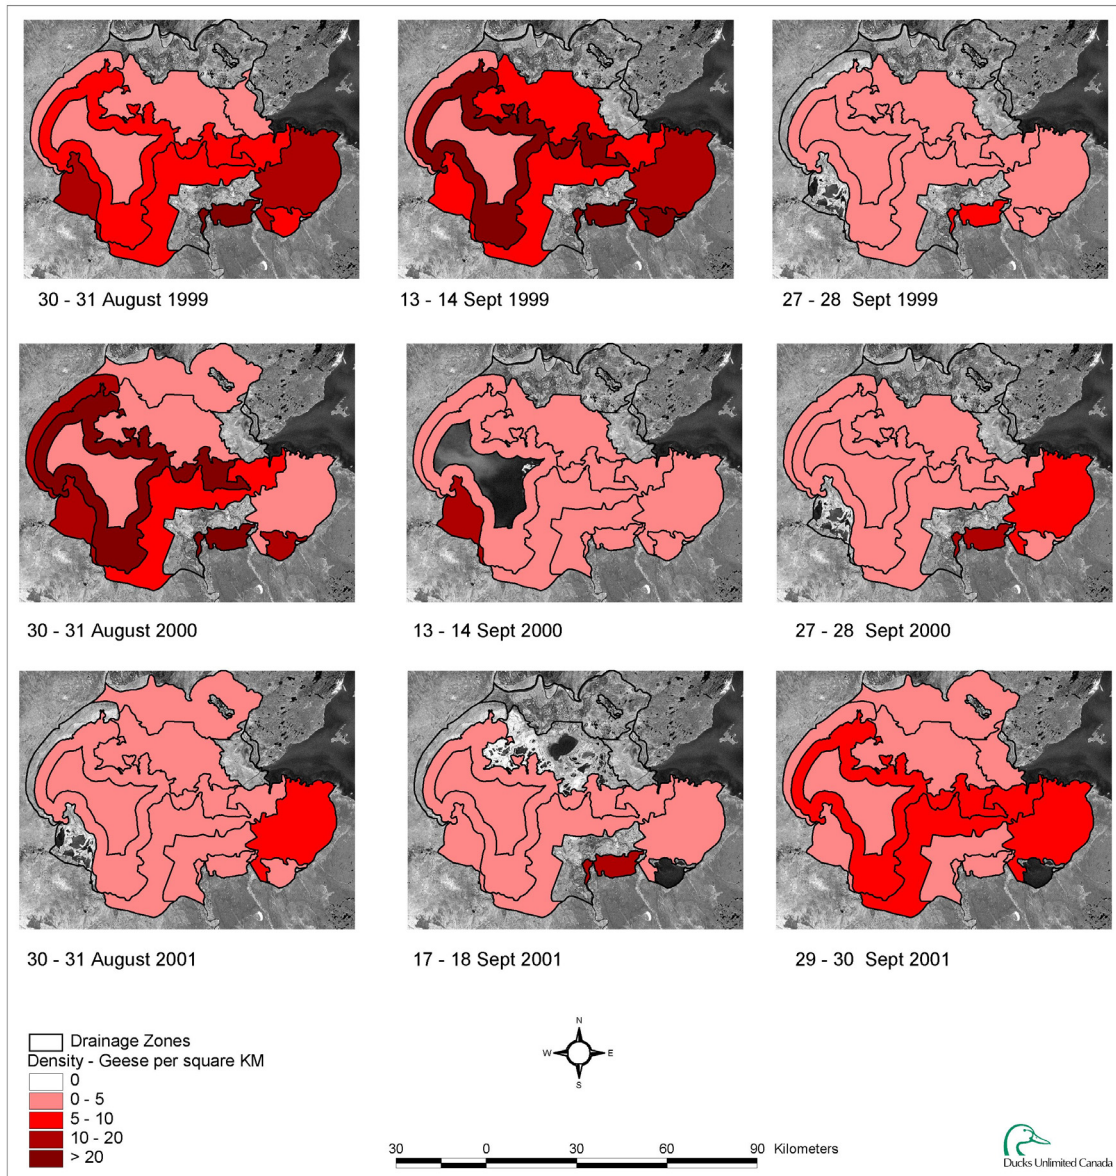 30 - 31 August 1999
13 - 14 Sept 1999
27 - 28 Sept 1999
30 - 31 August 2000
13 - 14 Sept 2000
27 - 28 Sept 2000
30 - 31 August 2001
17 - 18 Sept 2001
29 - 30 Sept 2001
Drainage Zones
Density - Geese per square KM
0
0 - 5
5 - 10
10 - 20
> 20
N
W E
S
30 0 30 60 90 Kilometers
Ducks Unlimited Canada